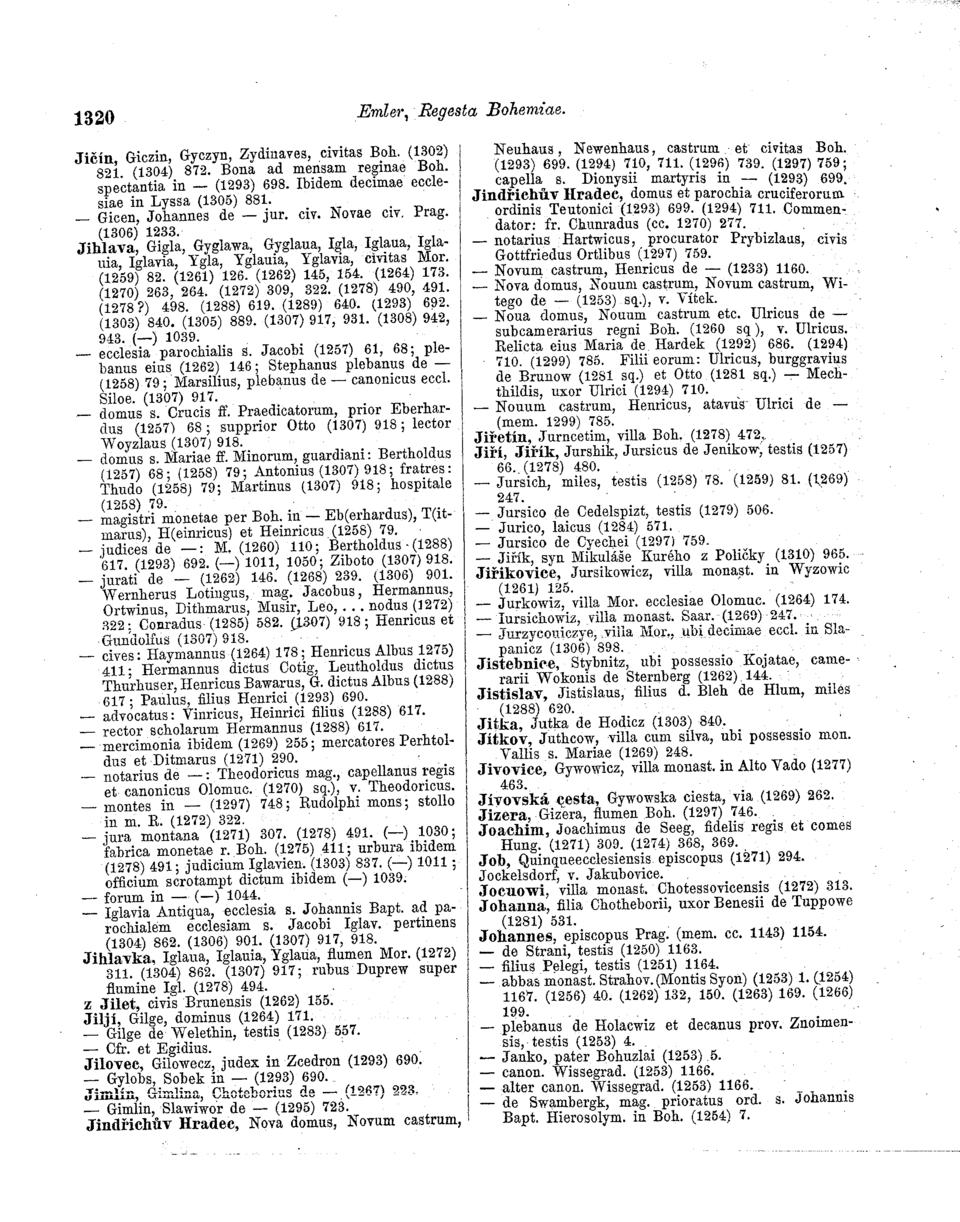 1320
Emler, Regesta Bohemiae.
Jičín, Giczin, Gyczyn, Zydinaves, civitas Boh. (1302)
821. (1304) 872. Bona ad mensam reginae Boh.
spectantia in — (1293) 698. Ibidem decimae eccle-
siae in Lyssa (1305) 881.
— Gicen, Johannes de — jur. civ. Novae civ. Prag.
(1306) 1233.
Jihlava, Gigla, Gyglawa, Gyglaua, Igla, Iglaua, Igla-
uia, Iglavia, Ygla, Yglauia, Yglavia, civitas Mor.
(1259) 82. (1261) 126. (1262) 145, 154. (1264) 173.
(1270) 263, 264. (1272) 309, 322. (1278) 490, 491.
(1278?) 498. (1288) 619. (1289) 640. (1293) 692.
(1303) 840. (1305) 889. (1307) 917, 931. (1308) 942,
943. (—) 1039.
— ecclesia parochialis s. Jacobi (1257) 61, 68; ple-
banus eius (1262) 146; Stephanus plebanus de —
(1258) 79; Marsilius, plebanus de — canonicus eccl.
Siloe. (1307) 917.
— domus s. Crucis ff. Praedicatorum, prior Eberhar-
dus (1257) 68; supprior Otto (1307) 918; lector
Woyzlaus (1307) 918.
— domus s. Mariae ff. Minorum, guardiani: Bertholdus
(1257) 68; (1258) 79; Antonius (1307) 918; fratres:
Thudo (1258) 79; Martinus (1307) 918; hospitale
(1258) 79.
— magistri monetae per Boh. in — Eb(erhardus), T(it-
marus), H(einricus) et Heinricus (1258) 79.
— judices de —: M. (1260) 110; Bertholdus (1288)
617. (1293) 692. (—) 1011, 1050; Ziboto (1307) 918.
— jurati de — (1262) 146. (1268) 239. (1306) 901.
Wernherus Lotingus, mag. Jacobus, Hermannus,
Ortwinus, Dithmarus, Musir, Leo, ... nodus (1272)
322; Conradus (1285) 582. (1307) 918; Henricus et
Gundolfus (1307) 918.
— cives: Haymannus (1264) 178; Henricus Albus 1275)
411; Hermannus dictus Cotig, Leutholdus dictus
Thurhuser, Henricus Bawarus, G. dictus Albus (1288)
617; Paulus, filius Henrici (1293) 690.
— advocatus: Vinricus, Heinrici filius (1288) 617.
— rector scholarum Hermannus (1288) 617.
— mercimonia ibidem (1269) 255; mercatores Perhtol-
dus et Ditmarus (1271) 290.
— notarius de —: Theodoricus mag., capellanus regis
et canonicus Olomuc. (1270) sq.), v. Theodoricus.
— montes in — (1297) 748; Rudolphi mons; stollo
in m. R. (1272) 322.
— jura montana (1271) 307. (1278) 491. (—) 1030;
fabrica monetae r. Boh. (1275) 411; urbura ibidem
(1278) 491; judicium Iglavien. (1303) 837. (—) 1011;
officium scrotampt dictum ibidem (—) 1039.
— forum in — (—) 1044.
— Iglavia Antiqua, ecclesia s. Johannis Bapt. ad pa-
rochialem ecclesiam s. Jacobi Iglav. pertinens
(1304) 862. (1306) 901. (1307) 917, 918.
Jihlavka, Iglaua, Iglauia, Yglaua, flumen Mor. (1272)
311. (1304) 862. (1307) 917; rubus Duprew super
flumine Igl. (1278) 494.
z Jilet, civis Brunensis (1262) 155.
Jiljí, Gilge, dominus (1264) 171.
— Gilge de Welethin, testis (1283) 557.
— Cfr. et Egidius.
Jilovec, Gilowecz, judex in Zcedron (1293) 690.
— Gylobs, Sobek in — (1293) 690.
Jimlín, Gimlina, Choteborius de — (1267) 223.
— Gimlin, Slawiwor de — (1295) 723.
Jindřichův Hradec, Nova domus, Novum castrum,
Neuhaus, Newenhaus, castrum et civitas Boh.
(1293) 699. (1294) 710, 711. (1296) 739. (1297) 759;
capella s. Dionysii martyris in — (1293) 699.
Jindřichův Hradec, domus et parochia cruciferorum
ordinis Teutonici (1293) 699. (1294) 711. Commen-
dator: fr. Chunradus (cc. 1270) 277.
— notarius Hartwicus, procurator Prybizlaus, civis
Gottfriedus Ortlibus (1297) 759.
— Novum castrum, Henricus de — (1233) 1160.
— Nova domus, Nouum castrum, Novum castrum, Wi-
tego de — (1253) sq.), v. Vítek.
— Noua domus, Nouum castrum etc. Ulricus de —
subcamerarius regni Boh. (1260 sq), v. Ulricus.
Relicta eius Maria de Hardek (1292) 686. (1294)
710. (1299) 785. Filii eorum: Ulricus, burggravius
de Brunow (1281 sq.) et Otto (1281 sq.) — Mech-
thildis, uxor Ulrici (1294) 710.
— Nouum castrum, Henricus, atavus Ulrici de —
(mem. 1299) 785.
Jiřetín, Jurncetim, villa Boh. (1278) 472.
Jiří, Jiřík, Jurshik, Jursicus de Jenikow, testis (1257)
66. (1278) 480.
— Jursich, miles, testis (1258) 78. (1259) 81. (1269)
247.
— Jursico de Cedelspizt, testis (1279) 506.
— Jurico, laicus (1284) 571.
— Jursico de Cyechei (1297) 759.
— Jiřík, syn Mikuláše Kurého z Poličky (1310) 965.
Jiříkovice, Jursikowicz, villa monast. in Wyzowic
(1261) 125.
— Jurkowiz, villa Mor. ecclesiae Olomuc. (1264) 174.
— Iursichowiz, villa monast. Saar. (1269) 247.
— Jurzycouiczye, villa Mor., ubi decimae eccl. in Sla-
panicz (1306) 898.
Jistebnice, Stybnitz, ubi possessio Kojatae, came-
rarii Wokonis de Sternberg (1262) 144.
Jistislav, Jistislaus, filius d. Bleh de Hlum, miles
(1288) 620.
Jitka, Jutka de Hodicz (1303) 840.
Jítkov, Juthcow, villa cum silva, ubi possessio mon.
Vallis s. Mariae (1269) 248.
Jivovice, Gywowicz, villa monast. in Alto Vado (1277)
463.
Jívovská cesta, Gywowska ciesta, via (1269) 262.
Jizera, Gizera, flumen Boh. (1297) 746.
Joachim, Joachimus de Seeg, fidelis regis et comes
Hung. (1271) 309. (1274) 368, 369.
Job, Quinqueecclesiensis episcopus (1271) 294.
Jockelsdorf, v. Jakubovice.
Jocuowi, villa monast. Chotessovicensis (1272) 313.
Johanna, filia Chotheborii, uxor Benesii de Tuppowe
(1281) 531.
Johannes, episcopus Prag. (mem. cc. 1143) 1154.
— de Strani, testis (1250) 1163.
— filius Pelegi, testis (1251) 1164.
— abbas monast. Strahov. (Montis Syon) (1253) 1. (1254)
1167. (1256) 40. (1262) 132, 150. (1263) 169. (1266)
199.
— plebanus de Holacwiz et decanus prov. Znoimen-
sis, testis (1253) 4.
— Janko, pater Bohuzlai (1253) 5.
— canon. Wissegrad. (1253) 1166.
— alter canon. Wissegrad. (1253) 1166.
— de Swambergk, mag. prioratus ord. s. Johannis
Bapt. Hierosolym. in Boh. (1254) 7.